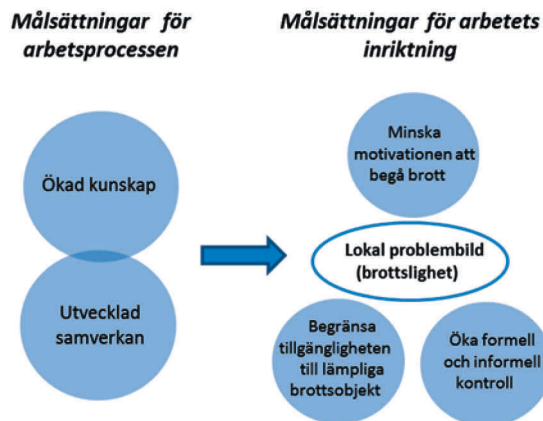 Målsättningar för
arbetsprocessen
Ökad kunskap
Utvecklad
samverkan
Målsättningar för arbetets
inriktning
Minska
motivationen att
begå brott
Lokal problembild
(brottslighet)
Begränsa
tillgängligheten
till lämpliga
brottsobjekt
Öka formell
och informell
kontroll